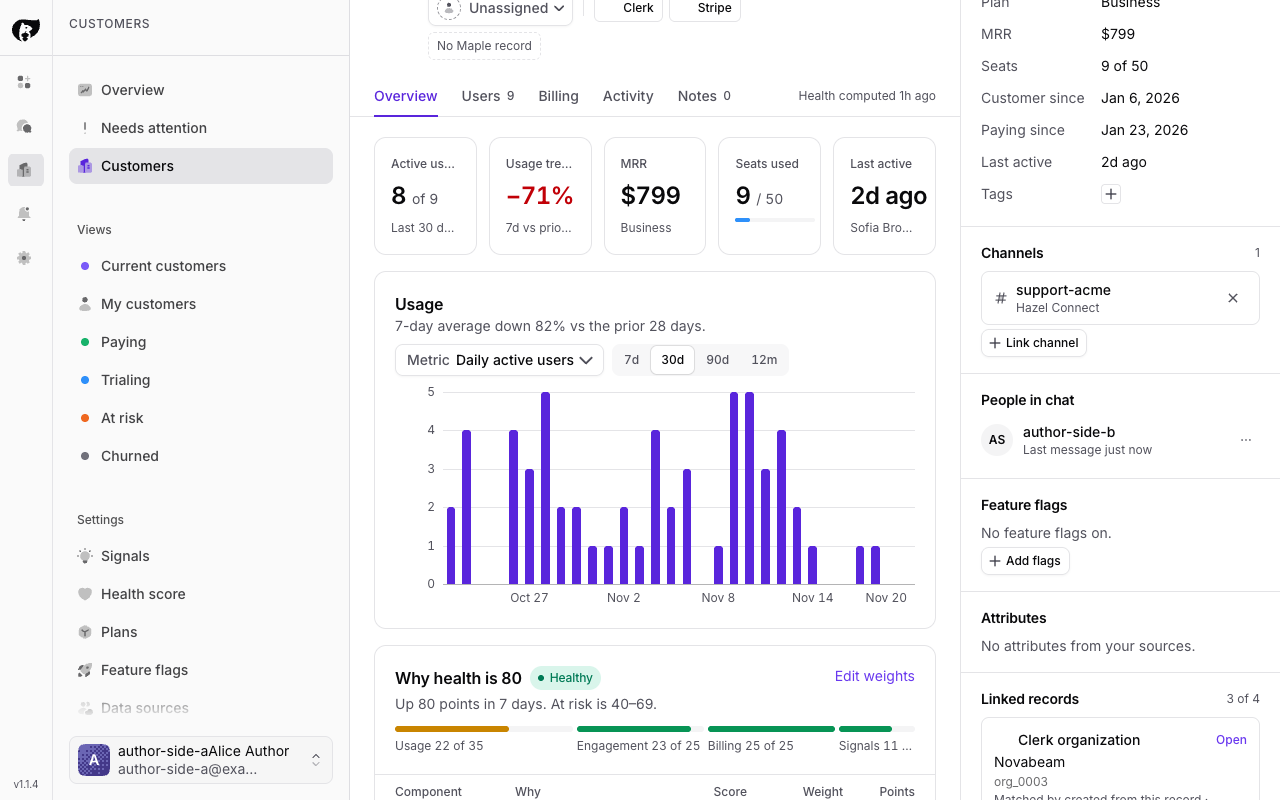 CUSTOMERS
Overview
Needs attention
Customers
Views
Current customers
My customers
Paying
Trialing
At risk
Churned
Settings
Signals
Health score
Plans
Feature flags
Data sources
A
author-side-aAlice Author
author-side-a@exa...
v1.1.4
Unassigned
Clerk
Stripe
No Maple record
Overview
Users 9
Billing
Activity
Notes 0
Health computed 1h ago
Active us...
8 of 9
Last 30 d...
Usage tre...
−71%
7d vs prio...
MRR
$799
Business
Seats used
9 / 50
Last active
2d ago
Sofia Bro...
Usage
7-day average down 82% vs the prior 28 days.
Metric Daily active users
7d
30d
90d
12m
5
4
3
2
1
0
Oct 27
Nov 2
Nov 8
Nov 14
Nov 20
Why health is 80
Healthy
Edit weights
Up 80 points in 7 days. At risk is 40–69.
Usage 22 of 35
Engagement 23 of 25
Billing 25 of 25
Signals 11 ...
Component
Why
Score
Weight
Points
Plan
Business
MRR
$799
Seats
9 of 50
Customer since
Jan 6, 2026
Paying since
Jan 23, 2026
Last active
2d ago
Tags
Channels
1
# support-acme
Hazel Connect
Link channel
People in chat
AS
author-side-b
Last message just now
Feature flags
No feature flags on.
Add flags
Attributes
No attributes from your sources.
Linked records
3 of 4
Clerk organization
Open
Novabeam
org_0003
Matched by created from this record ·